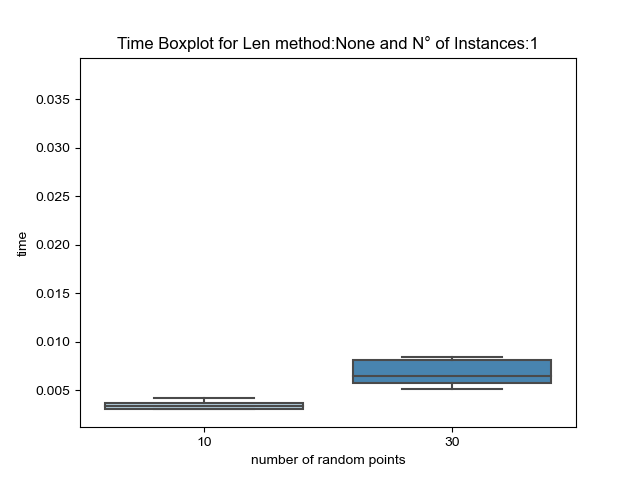 Time Boxplot for Len method:None and N° of Instances:1
0.035
0.030
0.025
0.020
0.015
0.010
0.005
time
10 30
number of random points